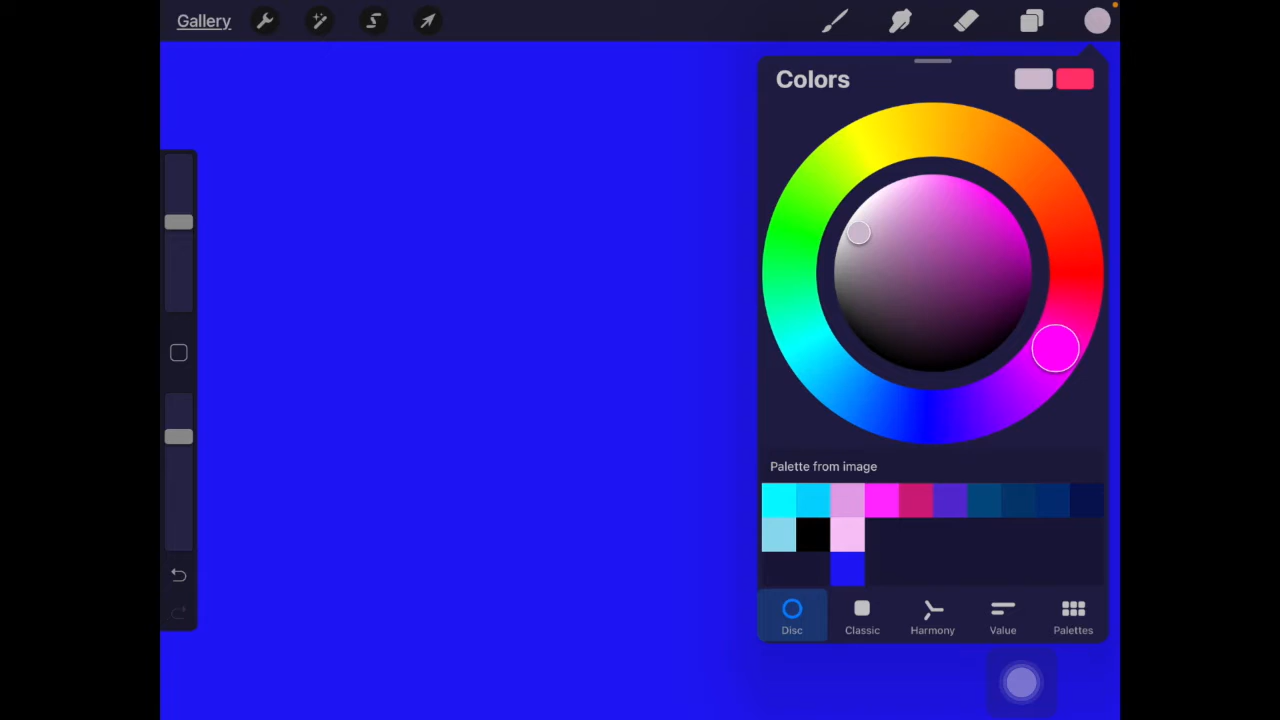 Gallery
Colors
Palette from image
Disc
Classic
Harmony
Value
Palettes